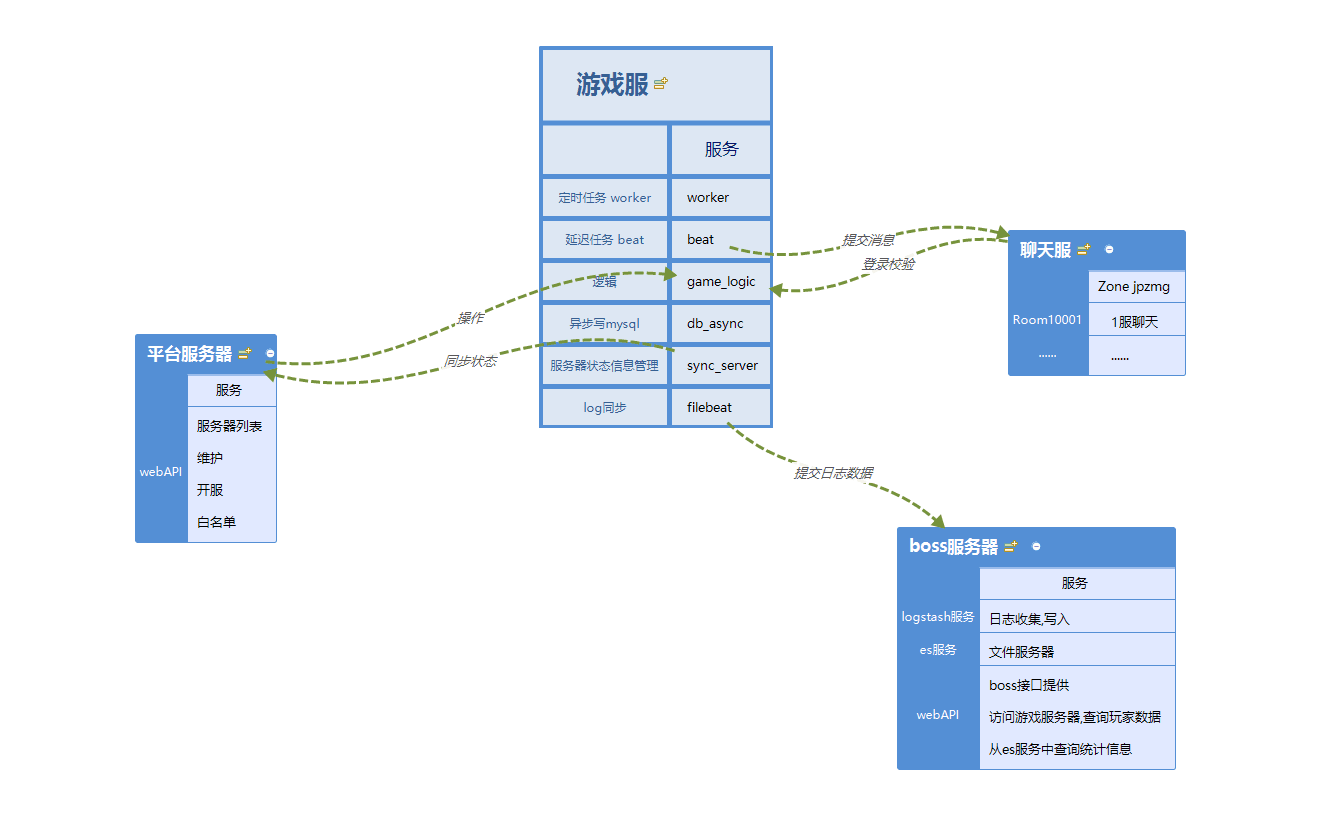 游戏服
服务
定时任务 worker
worker
延迟任务 beat
beat
逻辑
game_logic
异步写mysql
db_async
服务器状态信息管理
sync_server
log同步
filebeat
提交消息
登录校验
操作
同步状态
提交日志数据
聊天服
Zone jpzmg
Room10001
1服聊天
......
......
平台服务器
服务
webAPI
服务器列表
维护
开服
白名单
boss服务器
服务
logstash服务
日志收集,写入
es服务
文件服务器
webAPI
boss接口提供
访问游戏服务器,查询玩家数据
从es服务中查询统计信息